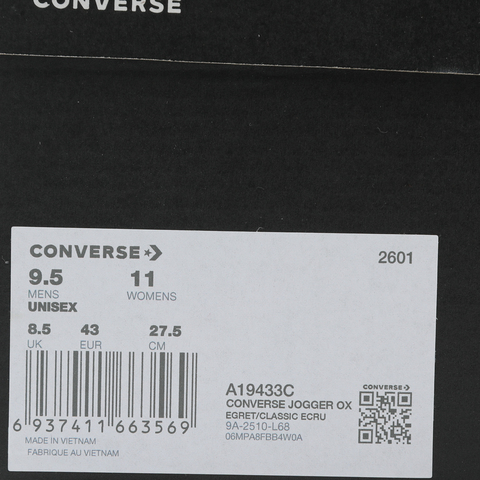 CONVERSE
CONVERSE
2601
9.5 11
MENS WOMENS
UNISEX
8.5 43 27.5
UK EUR CM
6 937411 663569
A19433C
CONVERSE JOGGER OX
EGRET/CLASSIC ECRU
9A-2510-L68
06MPA8FBB4W0A
CONVERSE
MADE IN VIETNAM
FABRIQUE AU VIETNAM